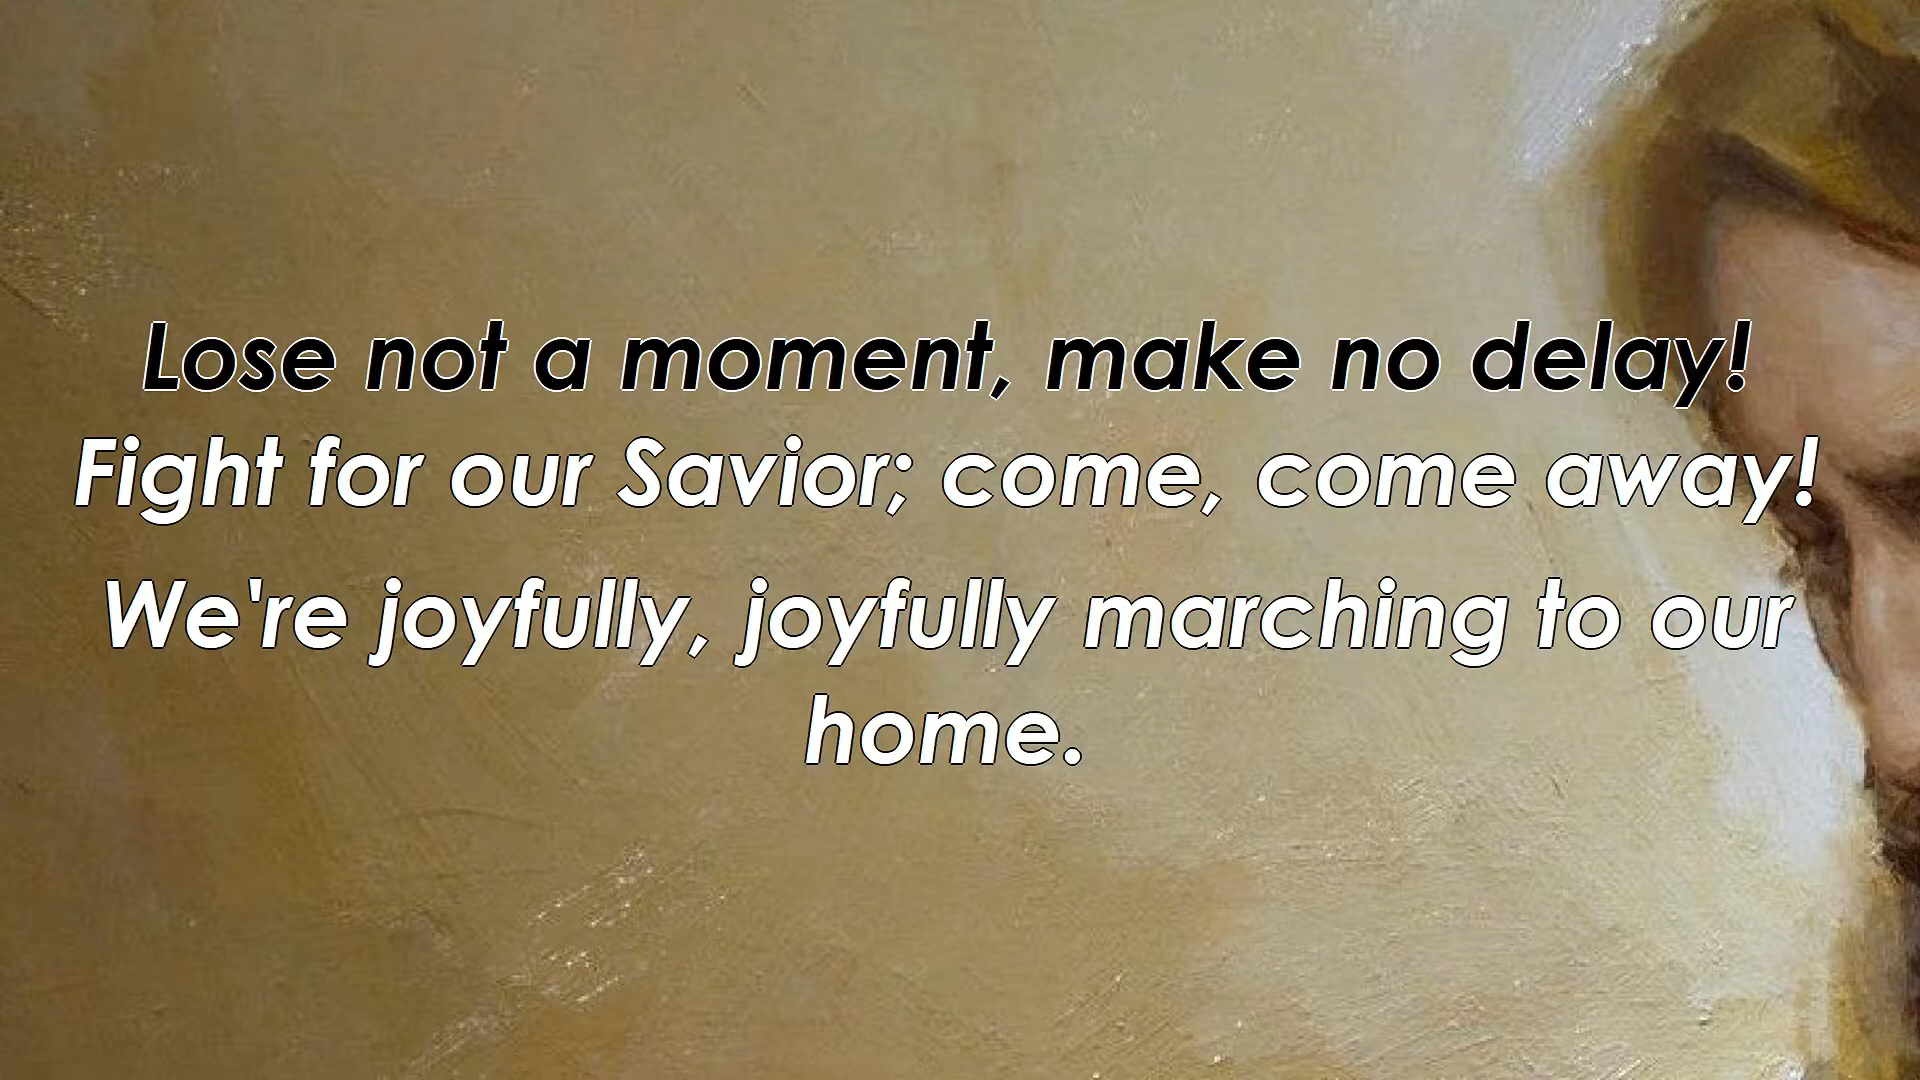 Lose not a moment, make no delay!
Fight for our Savior; come, come away!
We're joyfully, joyfully marching to our
home.